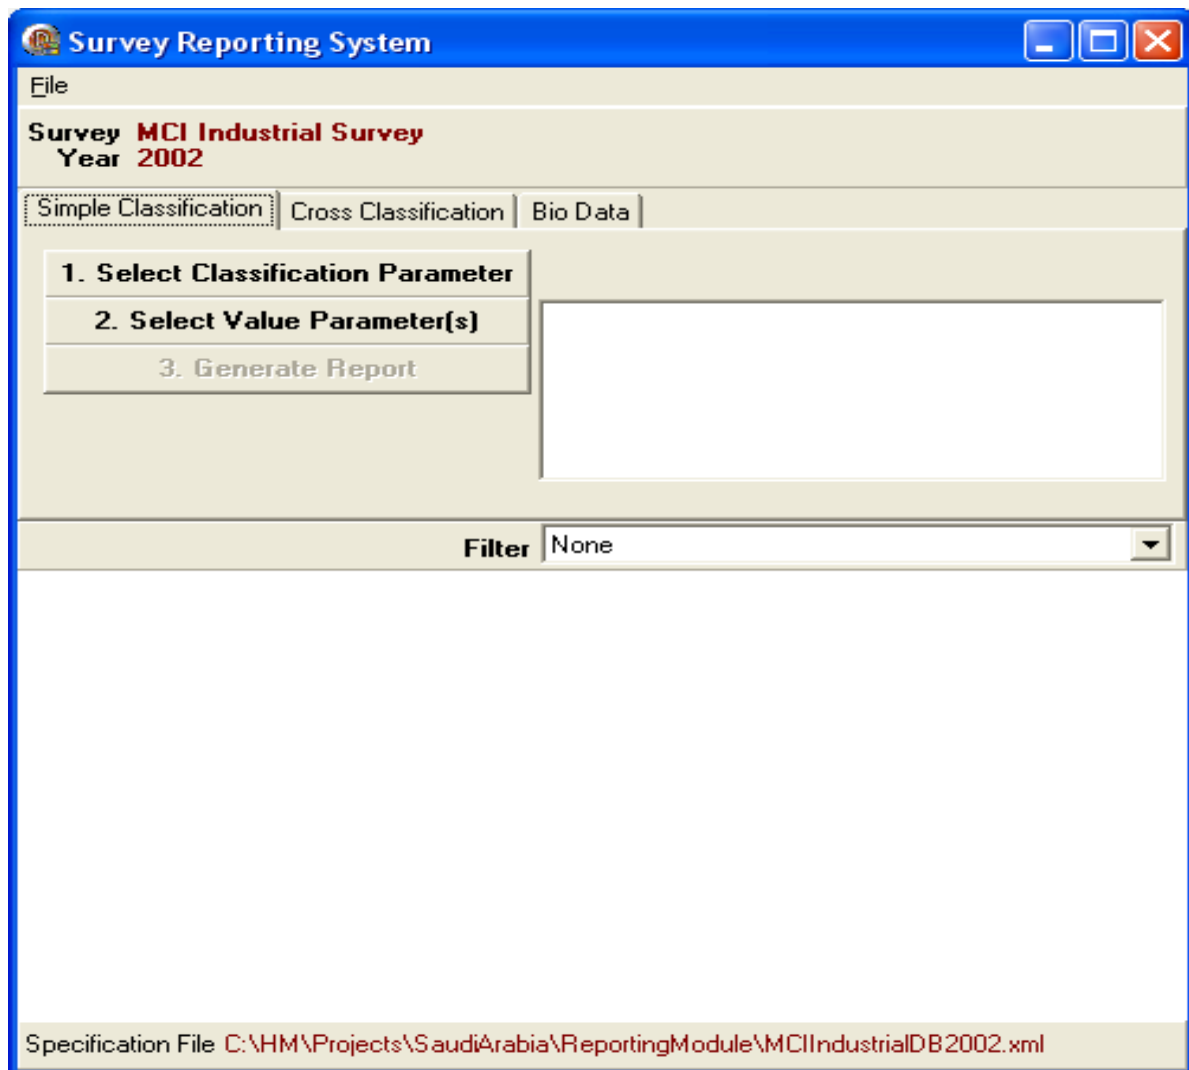 Survey Reporting System
File
Survey MCI Industrial Survey
Year 2002
Simple Classification Cross Classification Bio Data
1. Select Classification Parameter
2. Select Value Parameter(s)
3. Generate Report
Filter None
Specification File C:\HM\Projects\SaudiArabia\ReportingModule\MCIIndustrialDB2002.xml